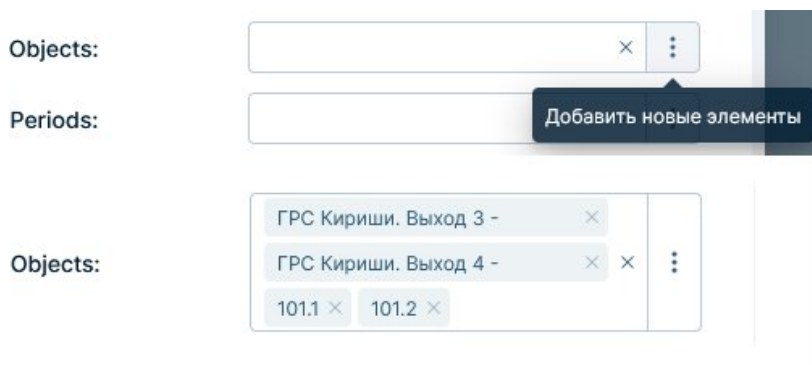 Objects:
Добавить новые элементы
Periods:
ГРС Кириши. Выход 3 -
ГРС Кириши. Выход 4 -
Objects:
101.1 101.2